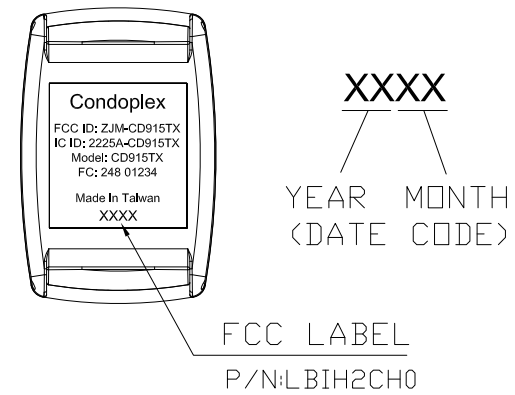 Condoplex
FCC ID: ZJM-CD915TX
IC ID: 2225A-CD915TX
Model: CD915TX
FC: 248 01234
Made In Taiwan
XXXX
XXXX
YEAR MONTH
(DATE CODE)
FCC LABEL
P/N:LBIH2CH0